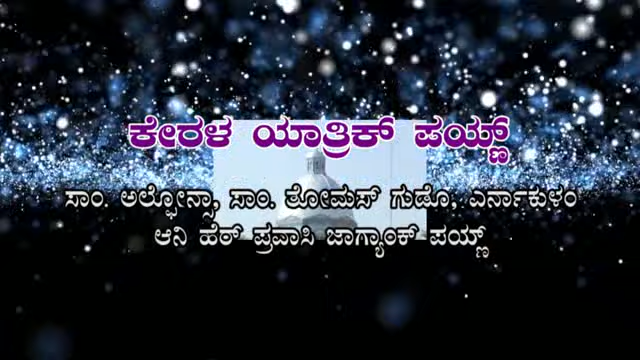 ಕೇರಳ ಯಾತ್ರಿಕ್ ಪಯ್ಣ್
ಸಾಂ. ಅಲ್ಫೋನ್ಸಾ, ಸಾಂ. ತೋಮಸ್ ಗುಡೊ, ಎರ್ನಾಕುಳಂ
ಆನಿ ಹೆರ್ ಪ್ರವಾಸಿ ಜಾಗ್ಯಾಂಕ್ ಪಯ್ಣ್